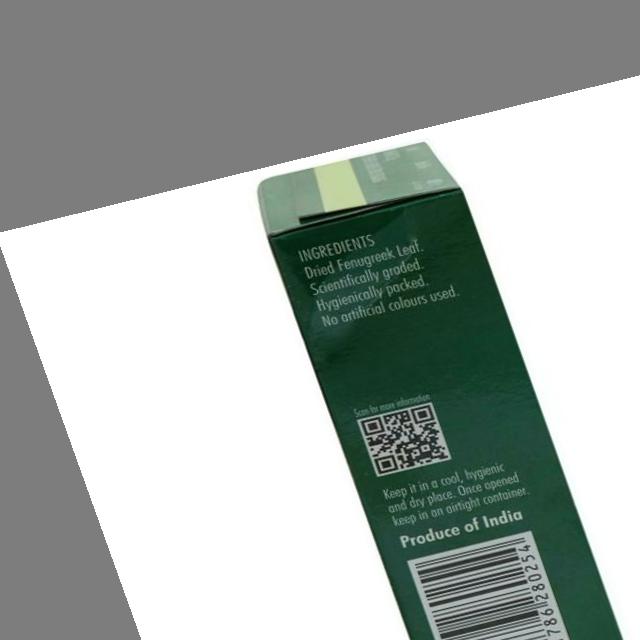 INGREDIENTS
Dried Fenugreek Leaf.
Scientifically graded.
Hygienically packed.
No artificial colours used.
Scan for more information
Keep it in a cool, hygienic
and dry place. Once opened
keep in an airtight container.
Produce of India
786280254